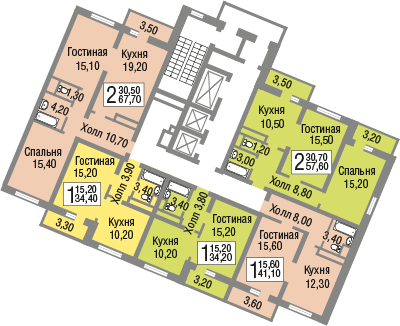 3,50
Гостиная
15,10
Кухня
19,20
2 30,50
67,70
1,30
4,20
Холл 10,70
Спальня
15,40
Гостиная
15,20
1 15,20
34,40
Холл 3,90
3,40
3,30
Кухня
10,20
3,40
Холл 3,80
Кухня
10,20
Гостиная
15,20
1 15,20
34,20
3,20
3,50
Кухня
10,50
Гостиная
15,50
3,20
1,20
3,00
2 30,70
57,60
Спальня
15,20
Холл 8,80
Холл 8,00
Гостиная
15,60
3,40
1 15,60
41,10
Кухня
12,30
3,60